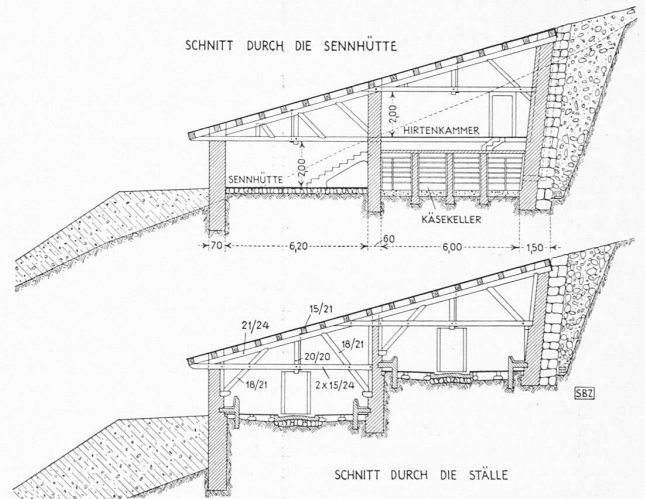 SCHNITT DURCH DIE SENNHÜTTE
2,00
HIRTENKAMMER
2,00
SENNHÜTTE
KÄSEKELLER
70 6,20 60 6,00 1,50
15/21
21/24
18/21
20/20
18/21 2x15/24
SBZ
SCHNITT DURCH DIE STÄLLE